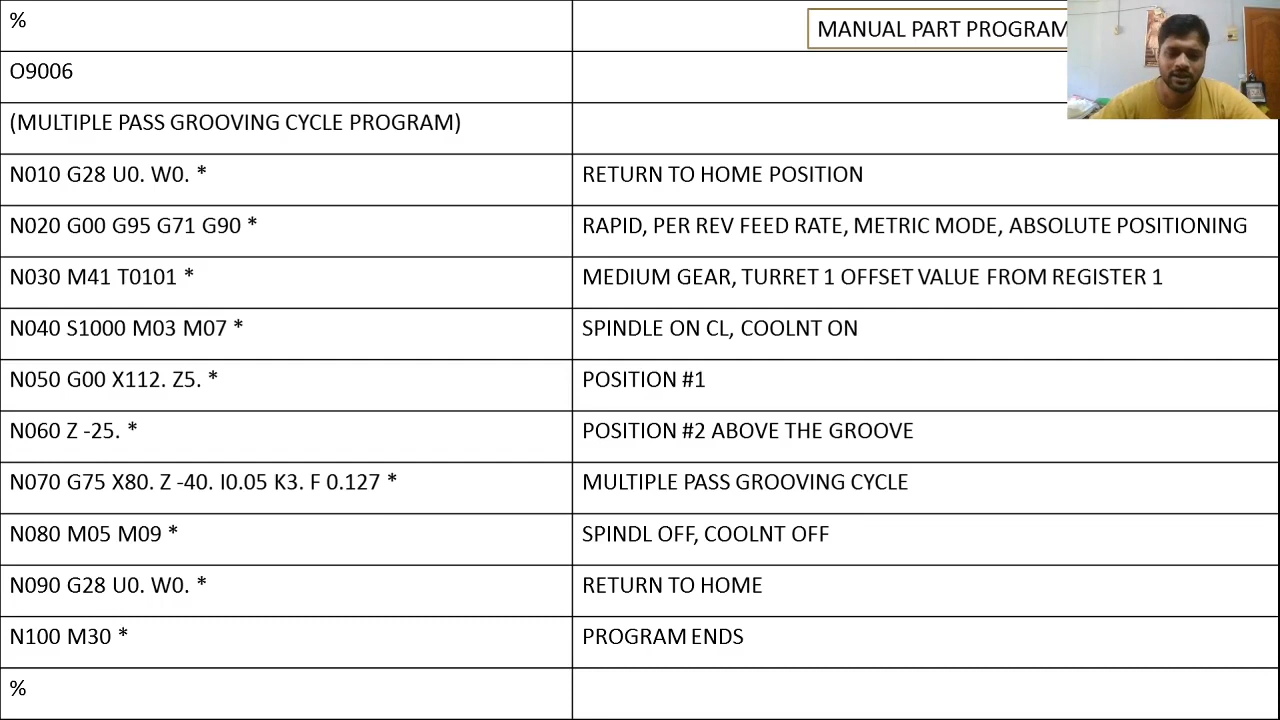 %
MANUAL PART PROGRAM
O9006
(MULTIPLE PASS GROOVING CYCLE PROGRAM)
N010 G28 U0. W0. * RETURN TO HOME POSITION
N020 G00 G95 G71 G90 * RAPID, PER REV FEED RATE, METRIC MODE, ABSOLUTE POSITIONING
N030 M41 T0101 * MEDIUM GEAR, TURRET 1 OFFSET VALUE FROM REGISTER 1
N040 S1000 M03 M07 * SPINDLE ON CL, COOLNT ON
N050 G00 X112. Z5. * POSITION #1
N060 Z -25. * POSITION #2 ABOVE THE GROOVE
N070 G75 X80. Z -40. I0.05 K3. F 0.127 * MULTIPLE PASS GROOVING CYCLE
N080 M05 M09 * SPINDL OFF, COOLNT OFF
N090 G28 U0. W0. * RETURN TO HOME
N100 M30 * PROGRAM ENDS
%